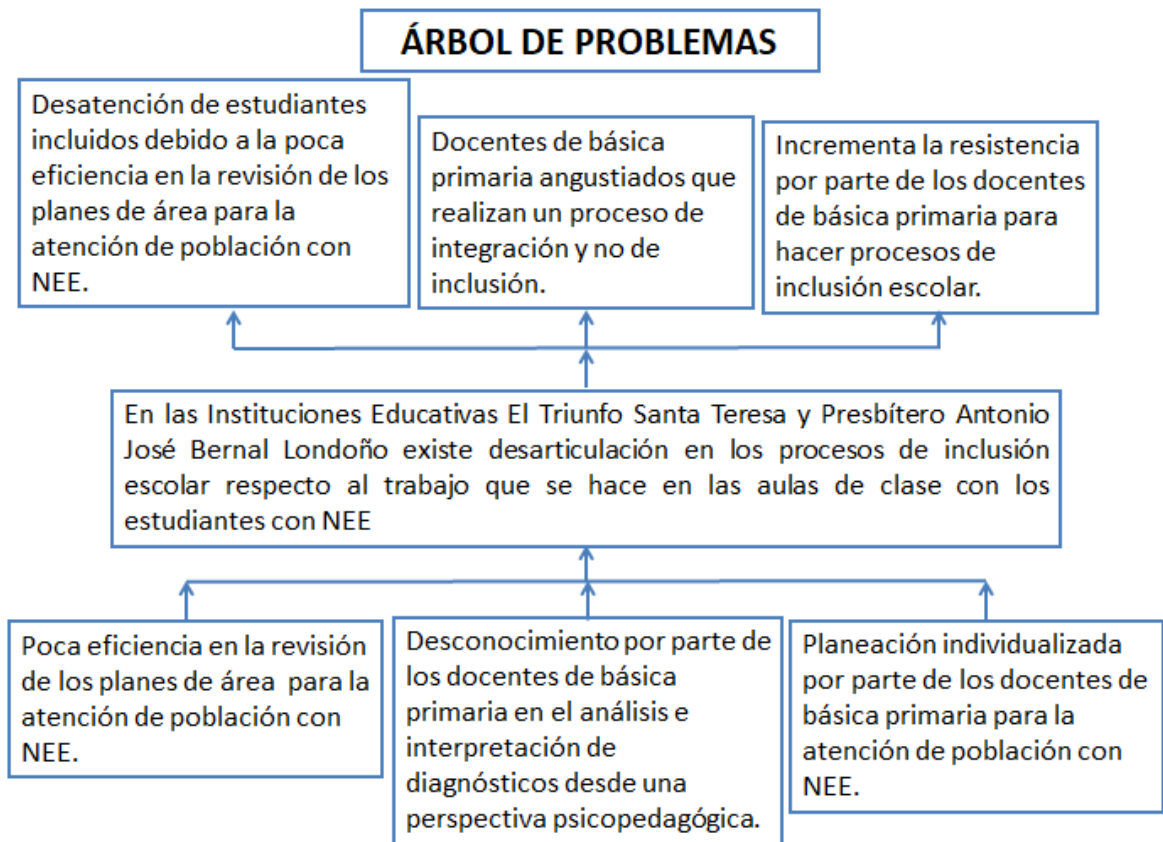 ÁRBOL DE PROBLEMAS
Desatención de estudiantes
incluidos debido a la poca
eficiencia en la revisión de los
planes de área para la
atención de población con
NEE.
Docentes de básica
primaria angustiados que
realizan un proceso de
integración y no de
inclusión.
Incrementa la resistencia
por parte de los docentes
de básica primaria para
hacer procesos de
inclusión escolar.
En las Instituciones Educativas El Triunfo Santa Teresa y Presbítero Antonio
José Bernal Londoño existe desarticulación en los procesos de inclusión
escolar respecto al trabajo que se hace en las aulas de clase con los
estudiantes con NEE
Poca eficiencia en la revisión
de los planes de área para la
atención de población con
NEE.
Desconocimiento por parte de
los docentes de básica
primaria en el análisis e
interpretación de
diagnósticos desde una
perspectiva psicopedagógica.
Planeación individualizada
por parte de los docentes de
básica primaria para la
atención de población con
NEE.